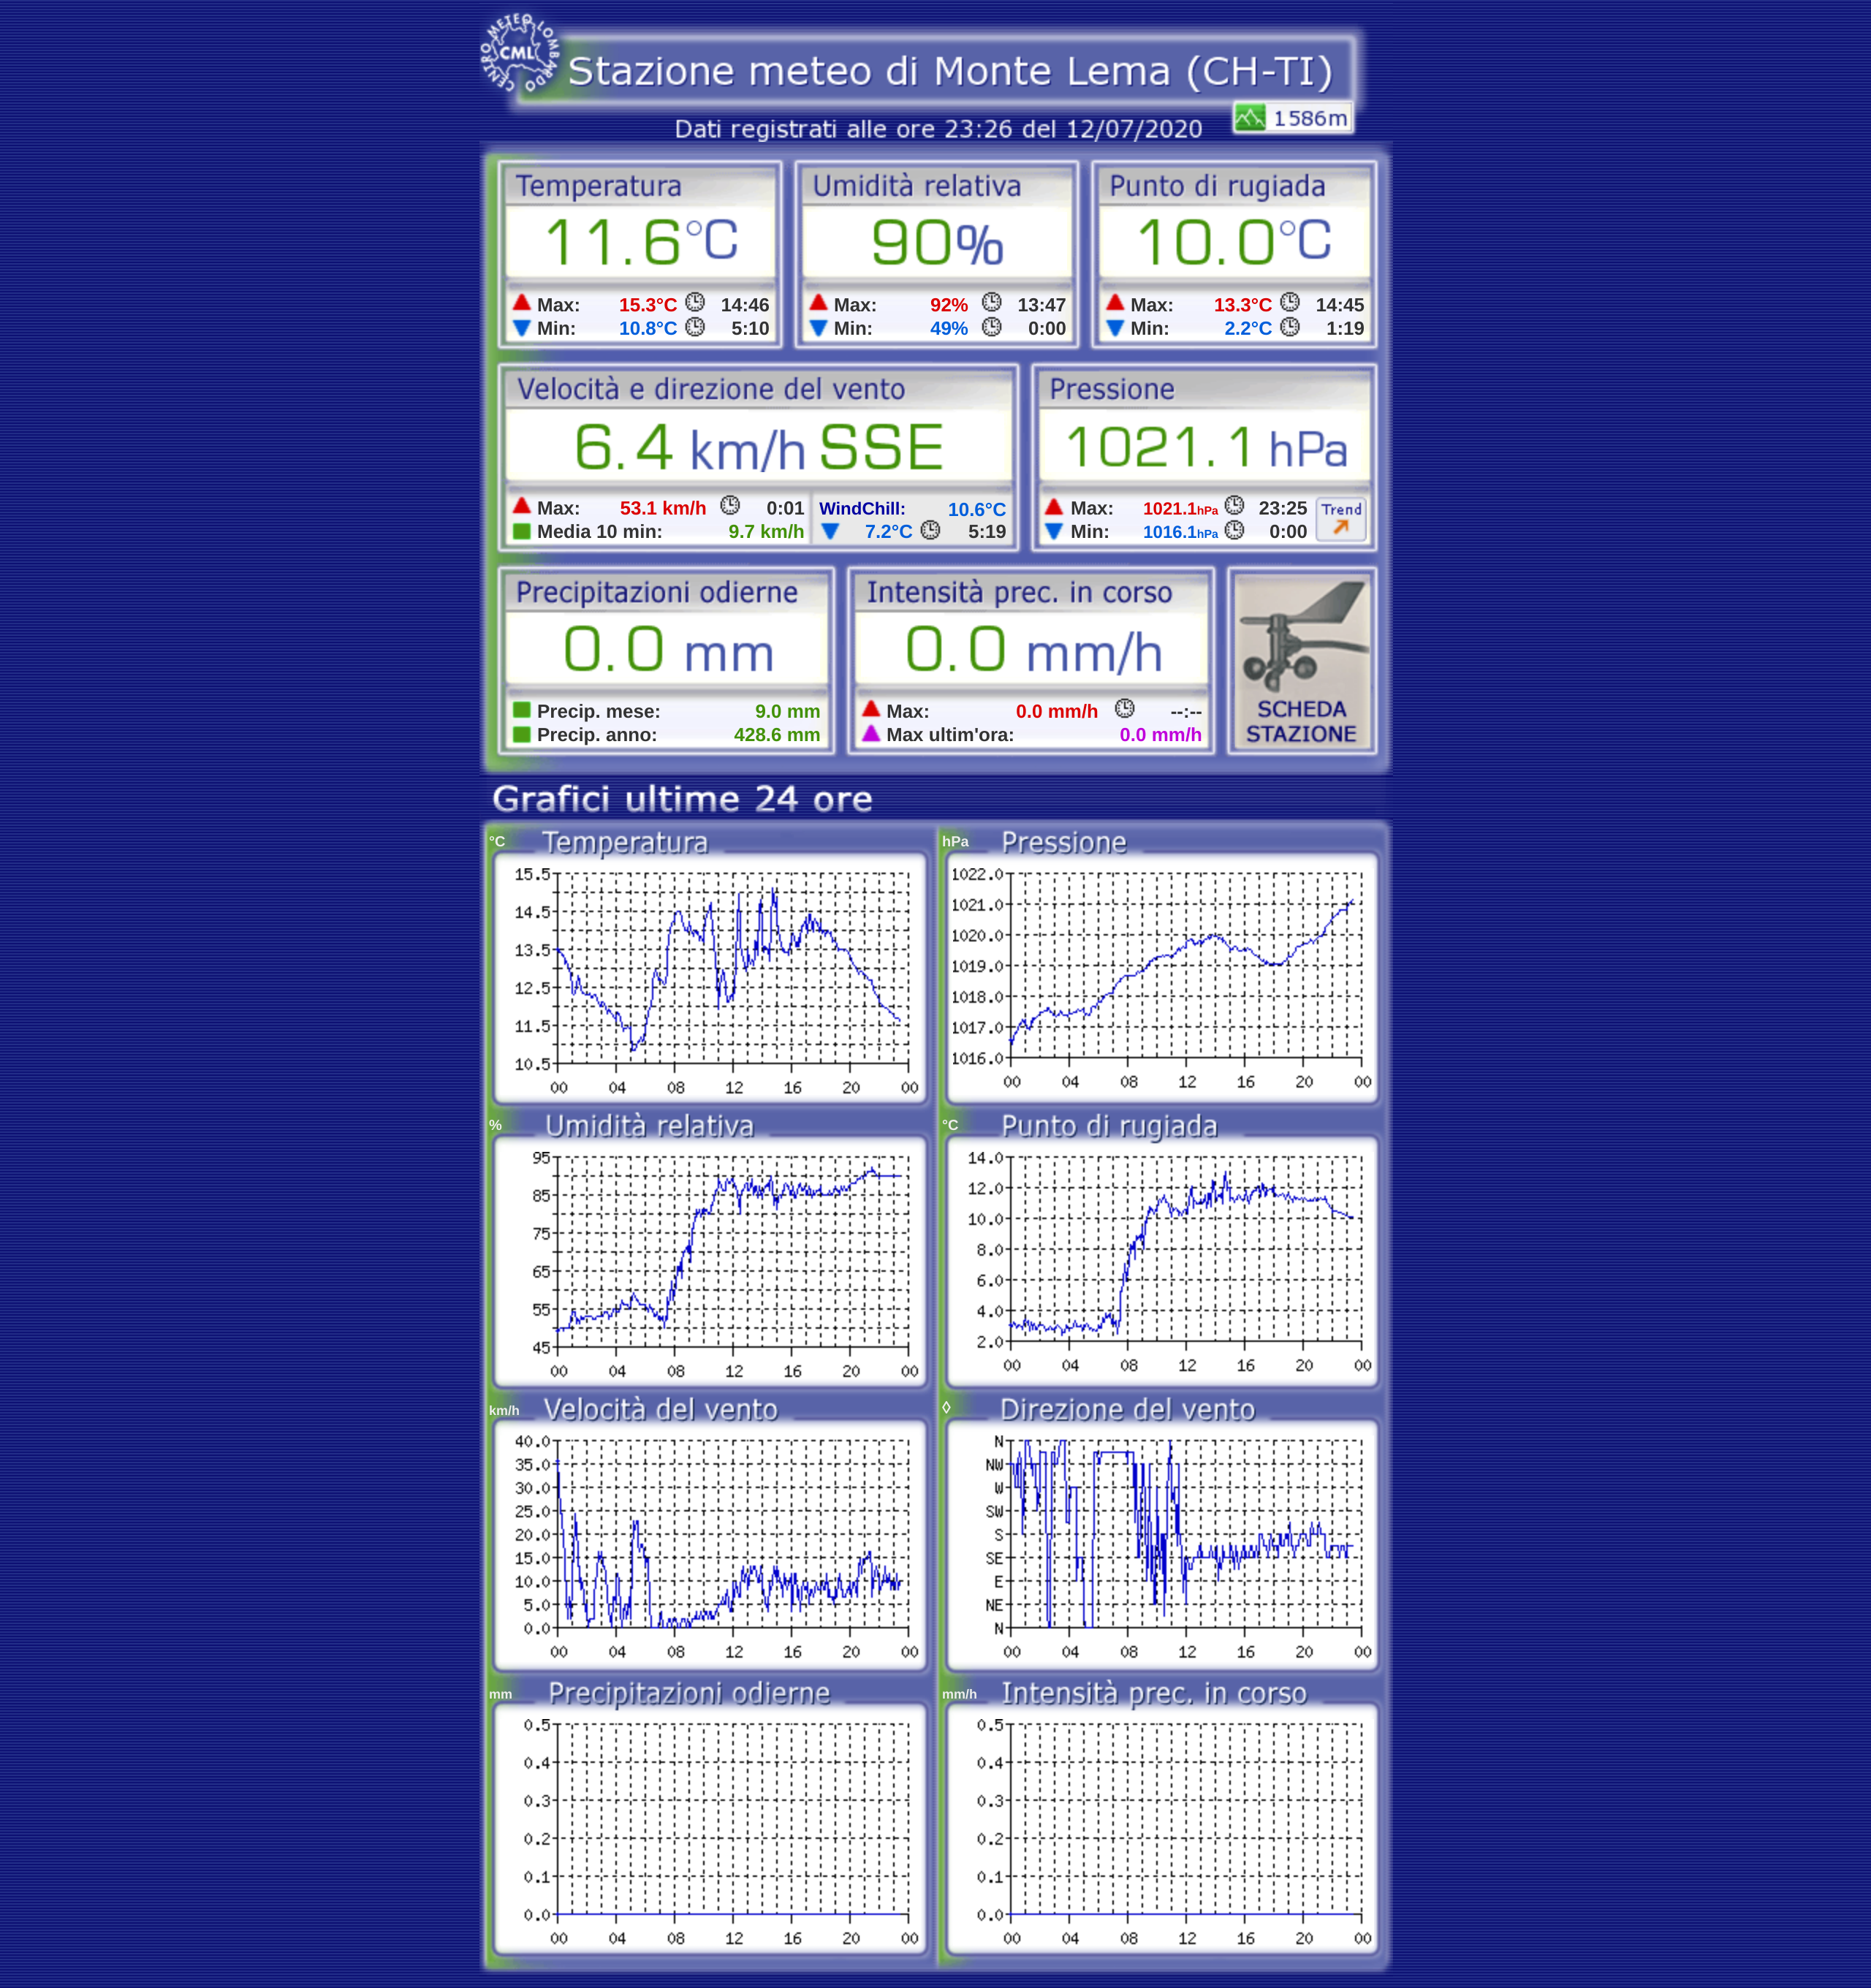 CENTRO METEO LOMBARDO
CML
Stazione meteo di Monte Lema (CH-TI)
1586m
Dati registrati alle ore 23:26 del 12/07/2020
Temperatura Umidità relativa Punto di rugiada
11.6°C 90% 10.0°C
Max: 15.3°C 14:46 Max: 92% 13:47 Max: 13.3°C 14:45
Min: 10.8°C 5:10 Min: 49% 0:00 Min: 2.2°C 1:19
Velocità e direzione del vento Pressione
6.4 km/h SSE 1021.1 hPa
Max: 53.1 km/h 0:01 WindChill: 10.6°C Max: 1021.1hPa 23:25 Trend
Media 10 min: 9.7 km/h 7.2°C 5:19 Min: 1016.1hPa 0:00
Precipitazioni odierne Intensità prec. in corso
0.0 mm 0.0 mm/h
Precip. mese: 9.0 mm Max: 0.0 mm/h --:-- SCHEDA
Precip. anno: 428.6 mm Max ultim'ora: 0.0 mm/h STAZIONE
Grafici ultime 24 ore
°C Temperatura
15.5
14.5
13.5
12.5
11.5
10.5
00 04 08 12 16 20 00
hPa Pressione
1022.0
1021.0
1020.0
1019.0
1018.0
1017.0
1016.0
00 04 08 12 16 20 00
% Umidità relativa
95
85
75
65
55
45
00 04 08 12 16 20 00
°C Punto di rugiada
14.0
12.0
10.0
8.0
6.0
4.0
2.0
00 04 08 12 16 20 00
km/h Velocità del vento
40.0
35.0
30.0
25.0
20.0
15.0
10.0
5.0
0.0
00 04 08 12 16 20 00
◊ Direzione del vento
N
NW
W
SW
S
SE
E
NE
N
00 04 08 12 16 20 00
mm Precipitazioni odierne
0.5
0.4
0.3
0.2
0.1
0.0
00 04 08 12 16 20 00
mm/h Intensità prec. in corso
0.5
0.4
0.3
0.2
0.1
0.0
00 04 08 12 16 20 00